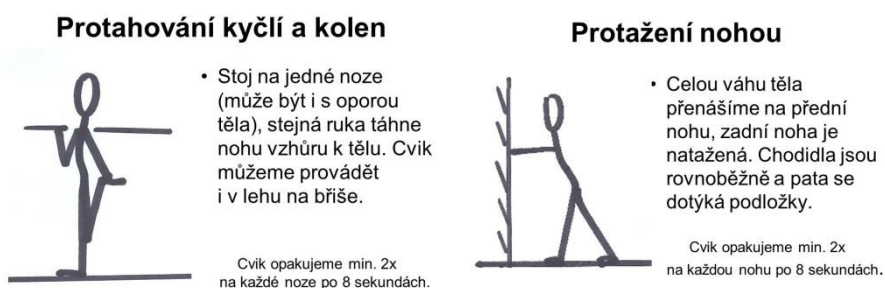 Protahování kyčlí a kolen
• Stoj na jedné noze
(může být i s oporou
těla), stejná ruka táhne
nohu vzhůru k tělu. Cvik
můžeme provádět
i v lehu na břiše.
Cvik opakujeme min. 2x
na každé noze po 8 sekundách.
Protažení nohou
• Celou váhu těla
přenášíme na přední
nohu, zadní noha je
natažená. Chodidla jsou
rovnoběžně a pata se
dotýká podložky.
Cvik opakujeme min. 2x
na každou nohu po 8 sekundách.